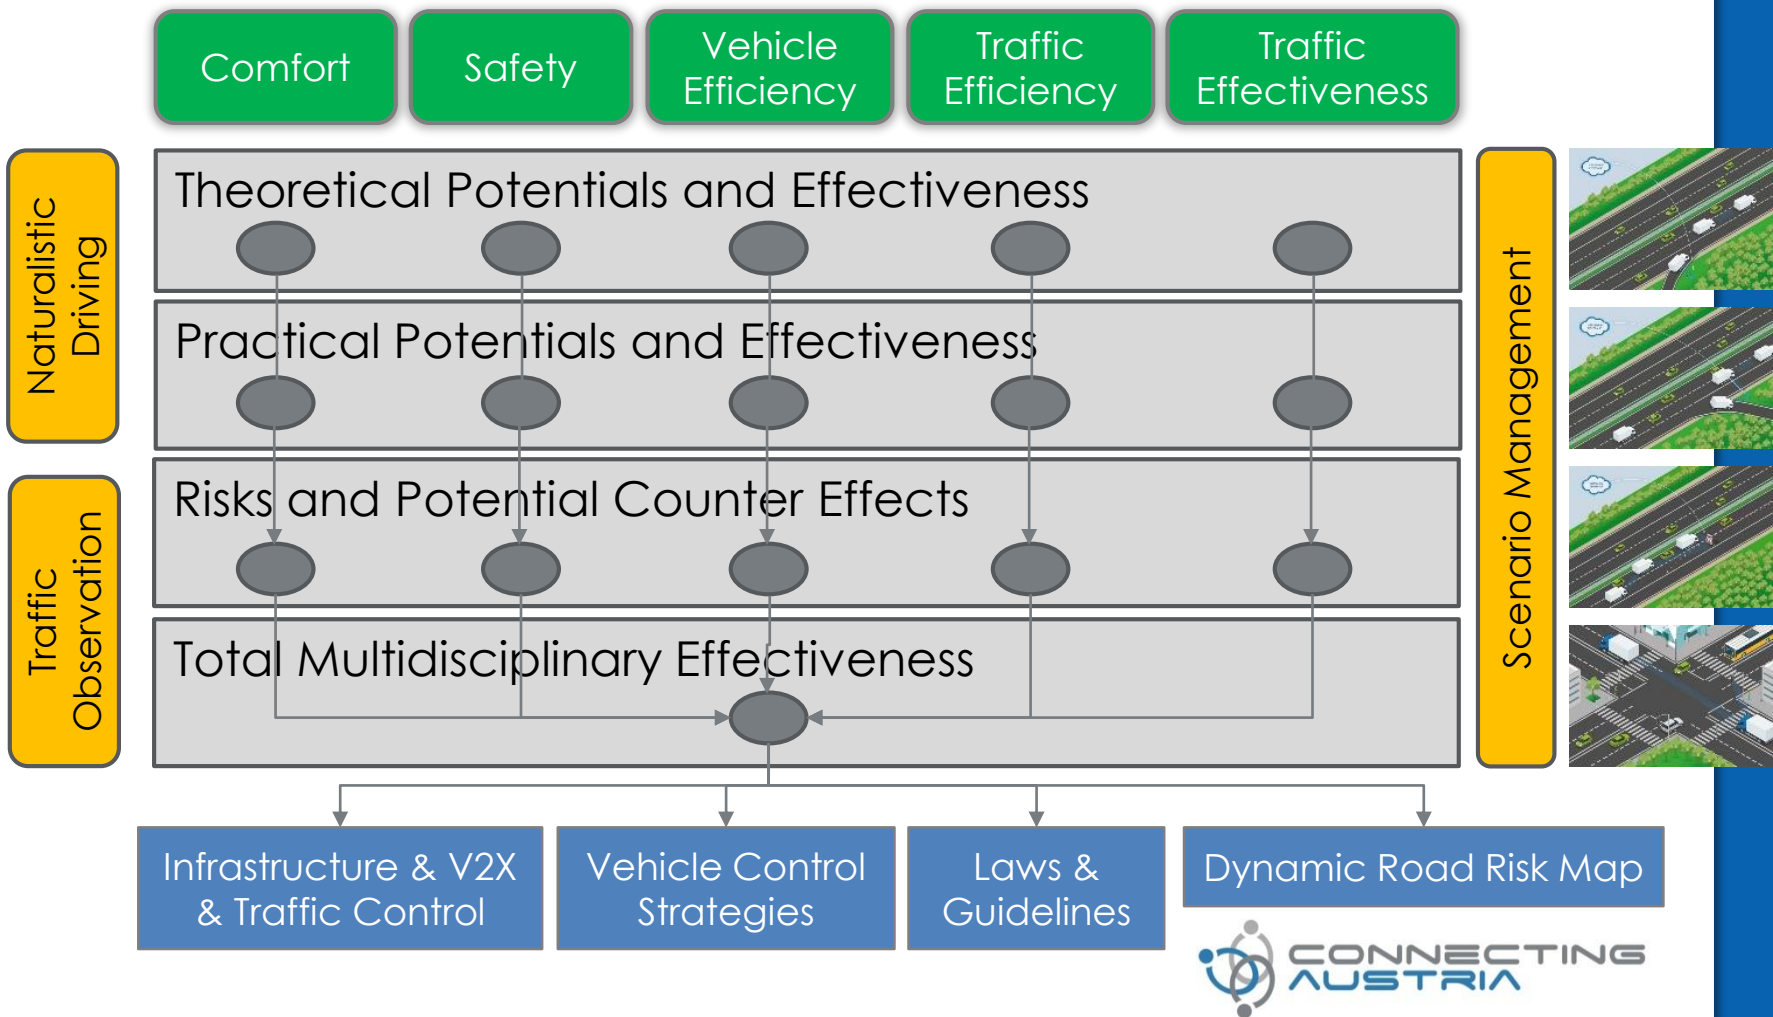 Comfort
Safety
Vehicle
Efficiency
Traffic
Efficiency
Traffic
Effectiveness
Naturalistic
Driving
Traffic
Observation
Theoretical Potentials and Effectiveness
Practical Potentials and Effectiveness
Risks and Potential Counter Effects
Total Multidisciplinary Effectiveness
Scenario Management
Infrastructure & V2X
& Traffic Control
Vehicle Control
Strategies
Laws &
Guidelines
Dynamic Road Risk Map
CONNECTING
AUSTRIA